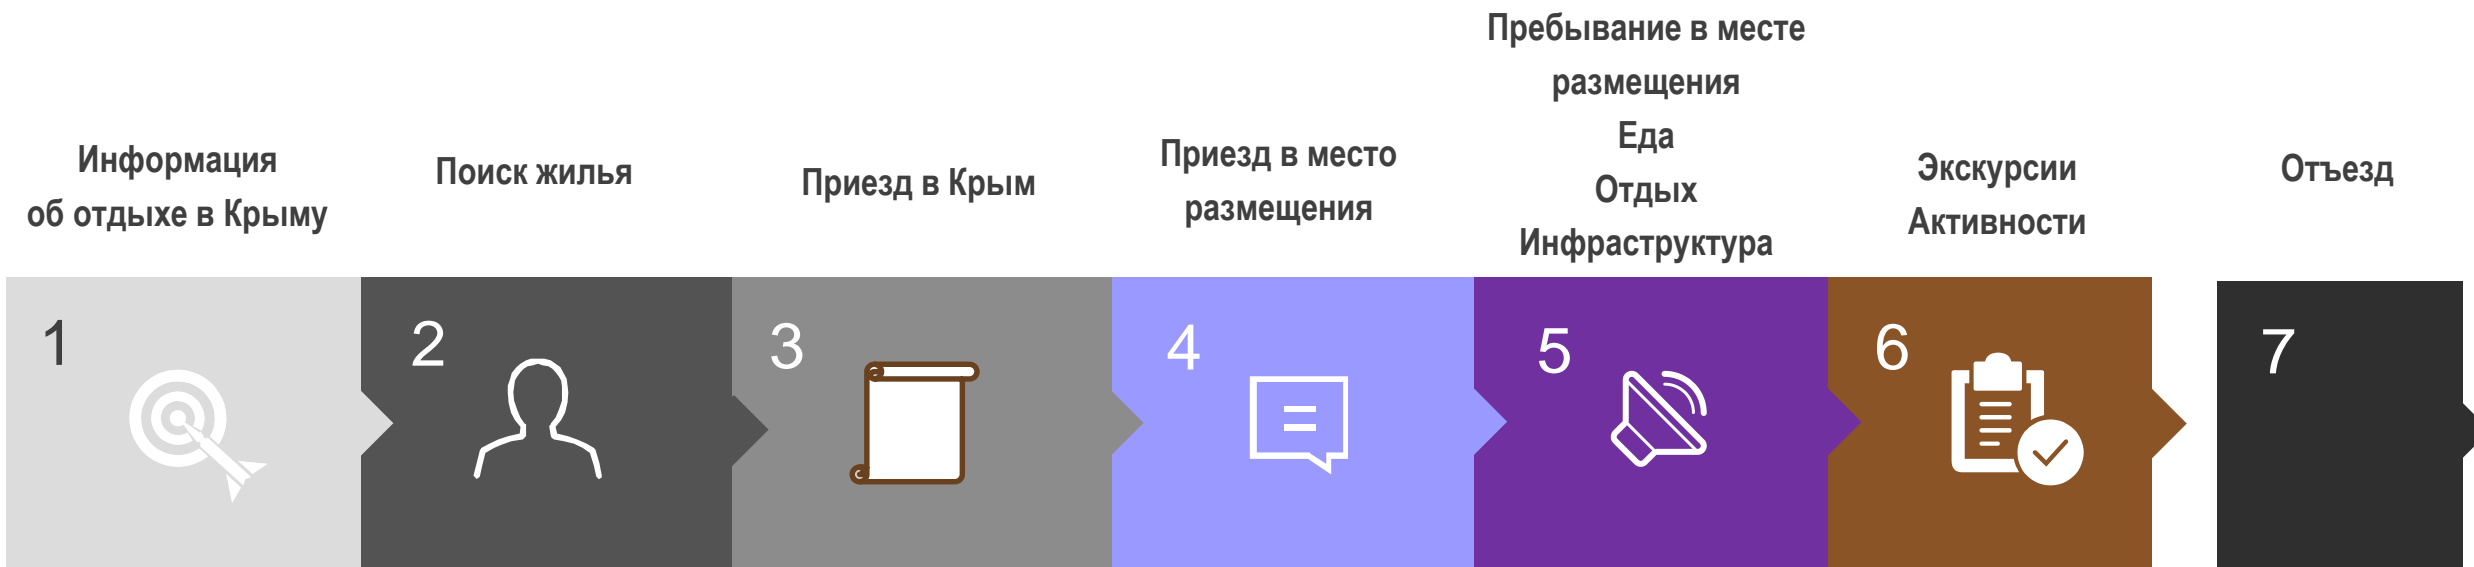 Информация
об отдыхе в Крыму
Поиск жилья
Приезд в Крым
Приезд в место
размещения
Пребывание в месте
размещения
Еда
Отдых
Инфраструктура
Экскурсии
Активности
Отъезд
1
2
3
4
5
6
7